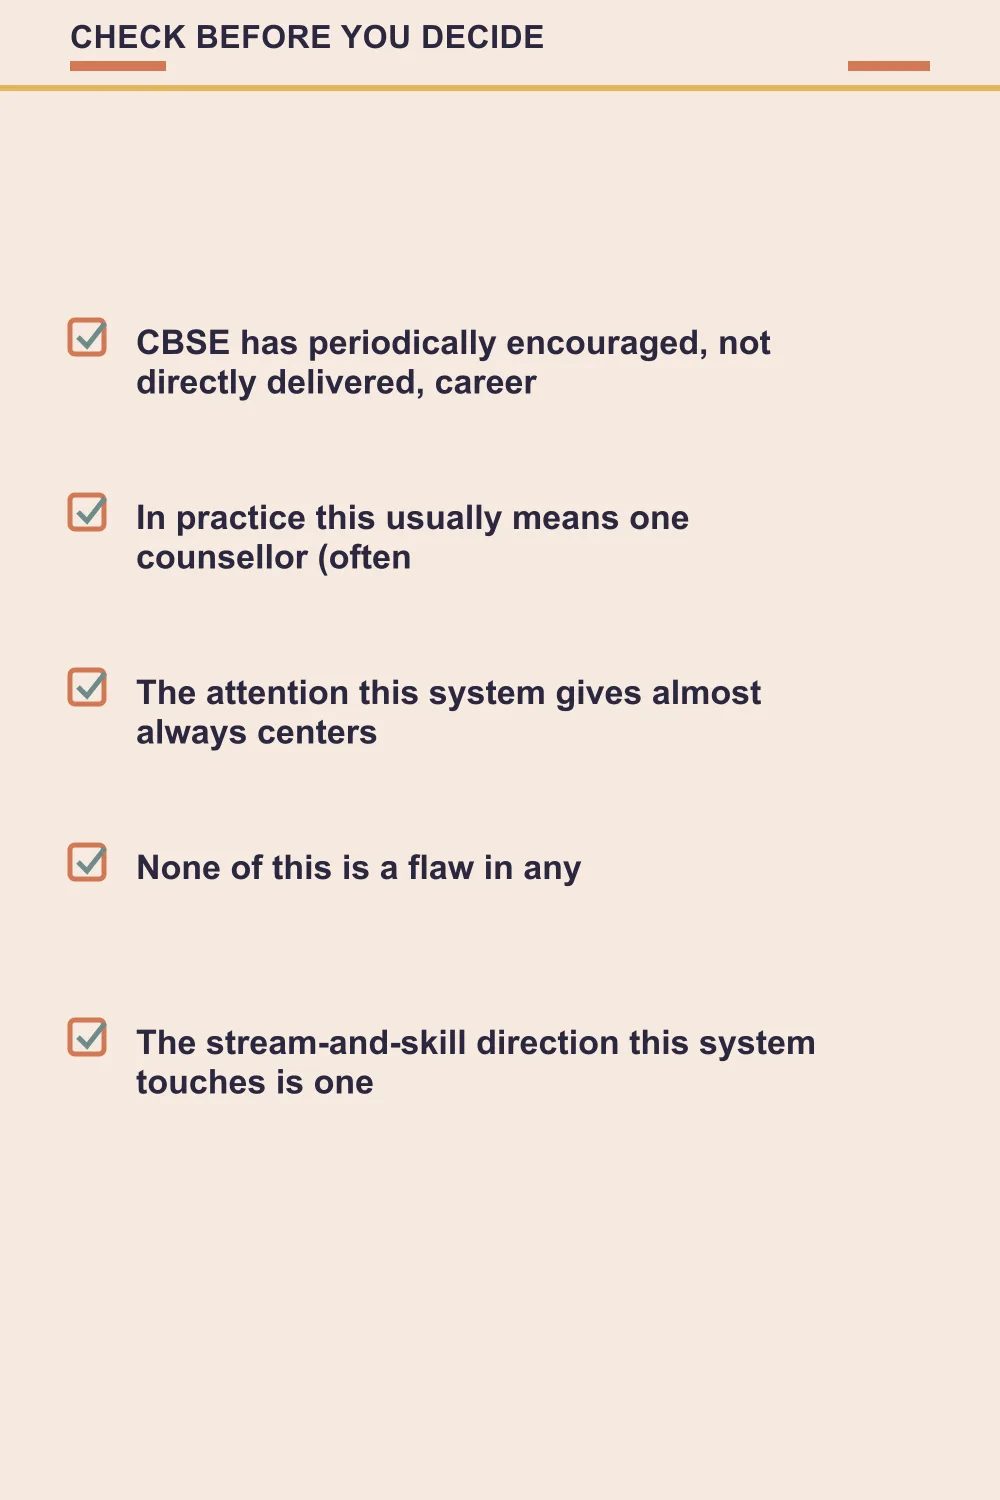 CHECK BEFORE YOU DECIDE
CBSE has periodically encouraged, not
directly delivered, career
In practice this usually means one
counsellor (often
The attention this system gives almost
always centers
None of this is a flaw in any
The stream-and-skill direction this system
touches is one